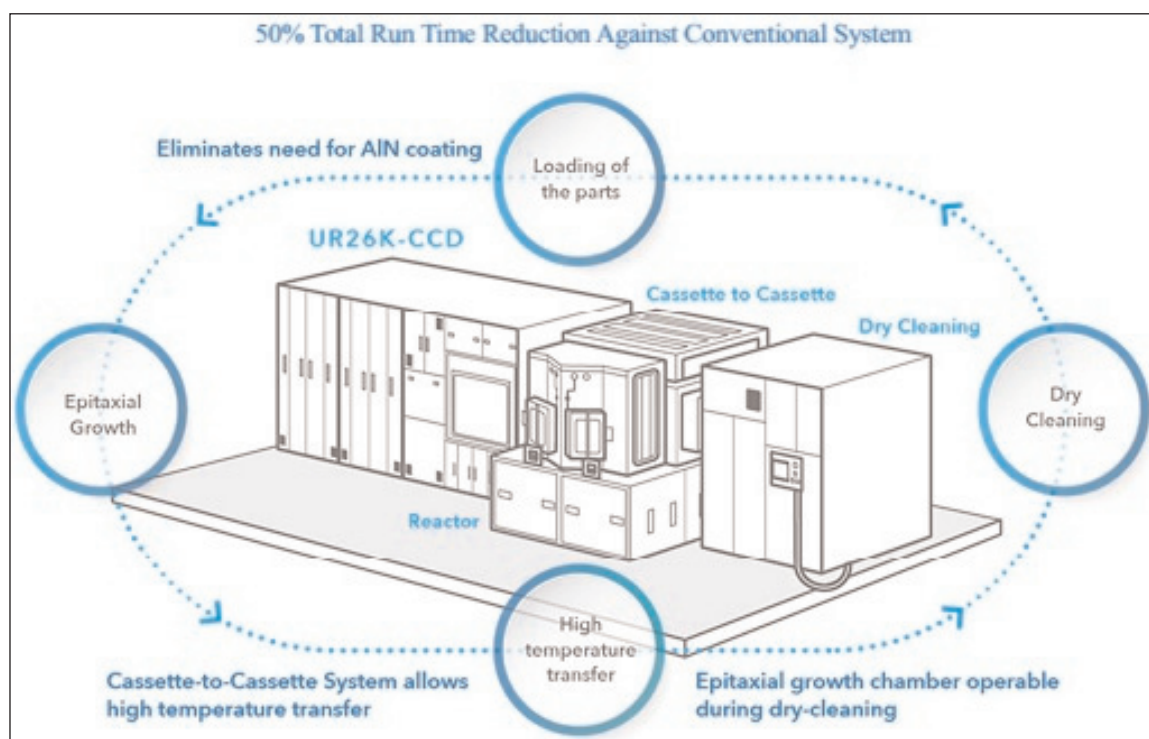 50% Total Run Time Reduction Against Conventional System
Eliminates need for AlN coating
Loading of
the parts
UR26K-CCD
Cassette to Cassette
Dry Cleaning
Epitaxial
Growth
Dry
Cleaning
Reactor
High
temperature
transfer
Cassette-to-Cassette System allows
high temperature transfer
Epitaxial growth chamber operable
during dry-cleaning